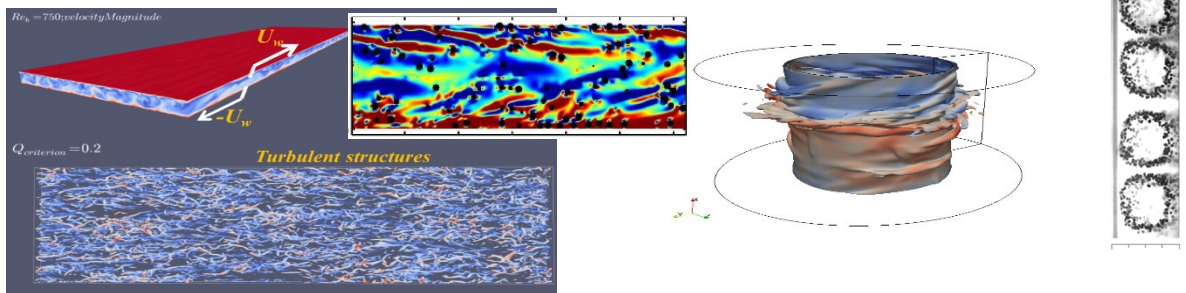 Re_b = 750; velocityMagnitude
U_w
-U_w
Q_criterion = 0.2
Turbulent structures